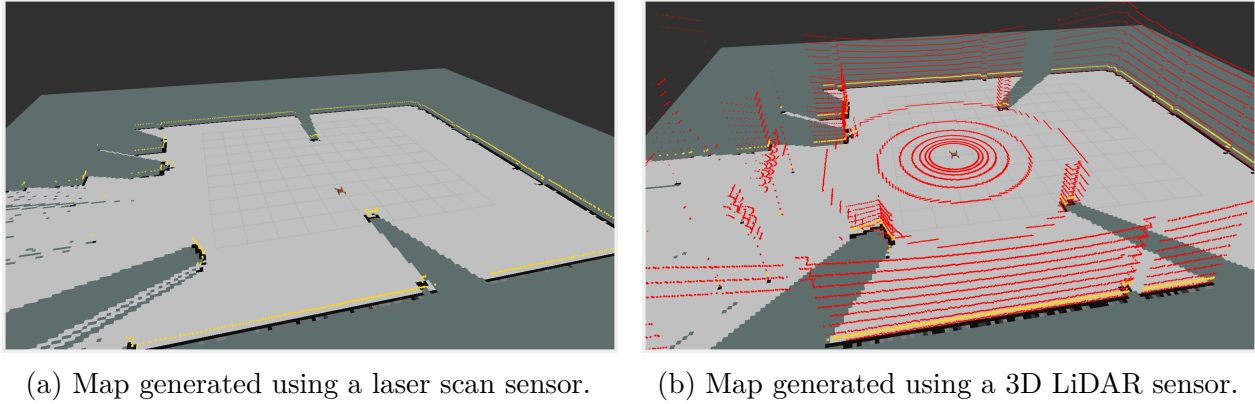 (a) Map generated using a laser scan sensor.
(b) Map generated using a 3D LiDAR sensor.